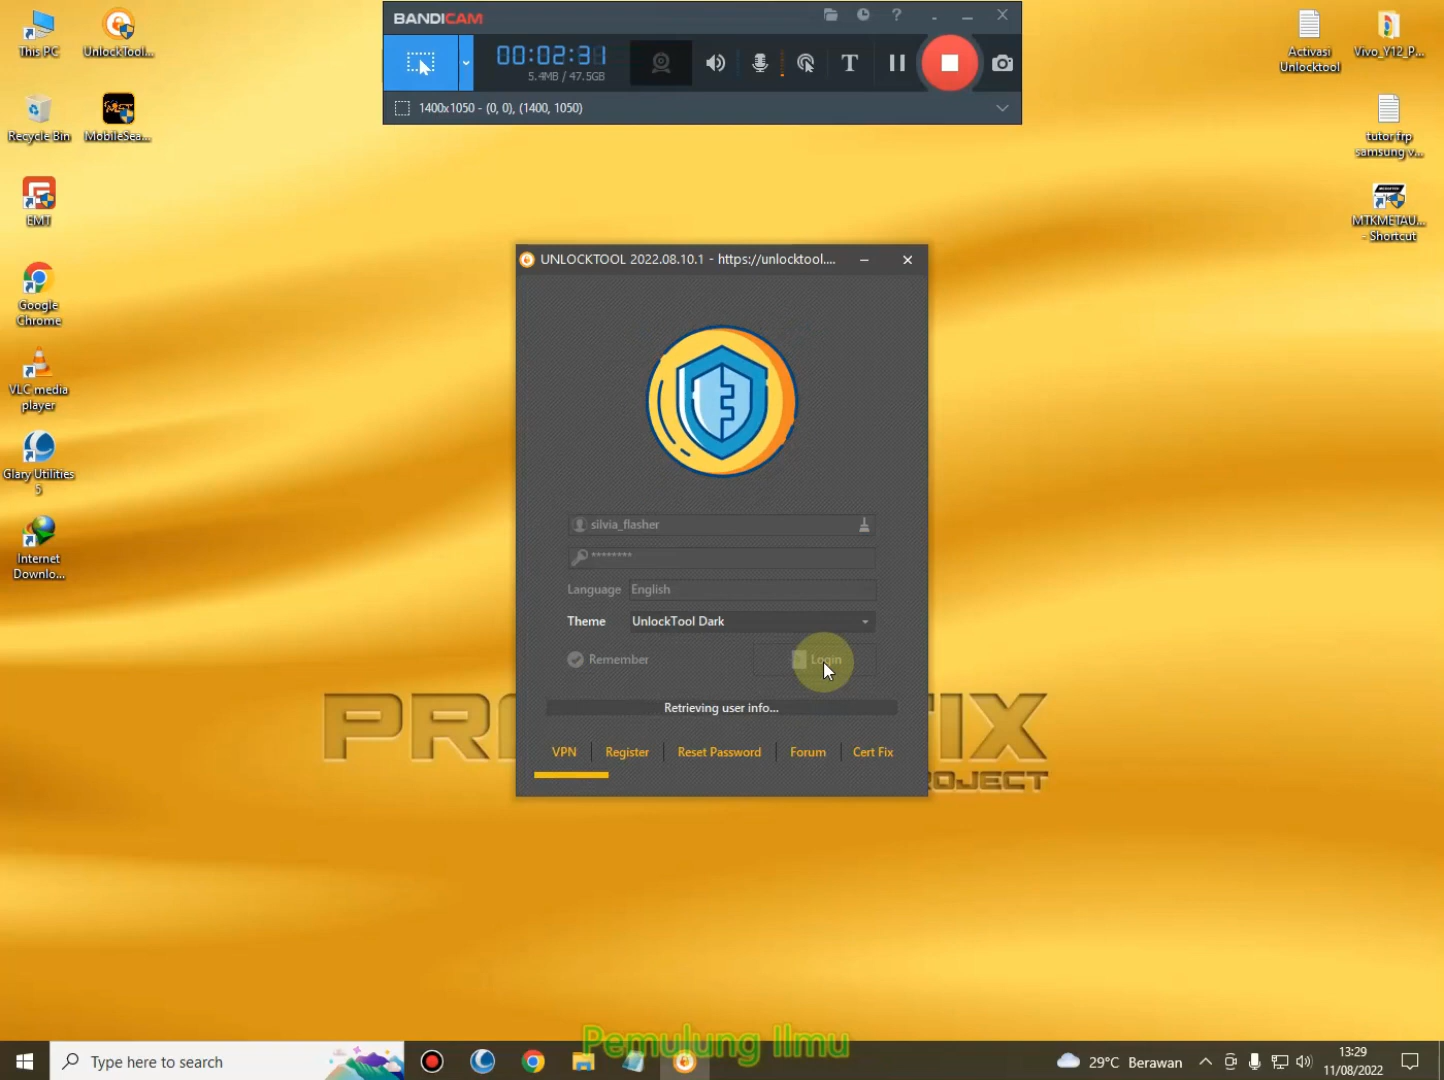 This PC
UnlockTool...
Recycle Bin
MobileSea...
EMT
Google
Chrome
VLC media
player
Glary Utilities
5
Internet
Downlo...
BANDICAM
00:02:31
5.4MB / 47.5GB
1400x1050 - (0, 0), (1400, 1050)
Activasi
Unlocktool
Vivo_Y12_P...
tutor frp
samsung v...
MTKMETAU...
- Shortcut
UNLOCKTOOL 2022.08.10.1 - https://unlocktool....
silvia_flasher
********
Language English
Theme UnlockTool Dark
Remember Login
Retrieving user info...
VPN Register Reset Password Forum Cert Fix
Pemulung Ilmu
Type here to search
29°C Berawan
13:29
11/08/2022